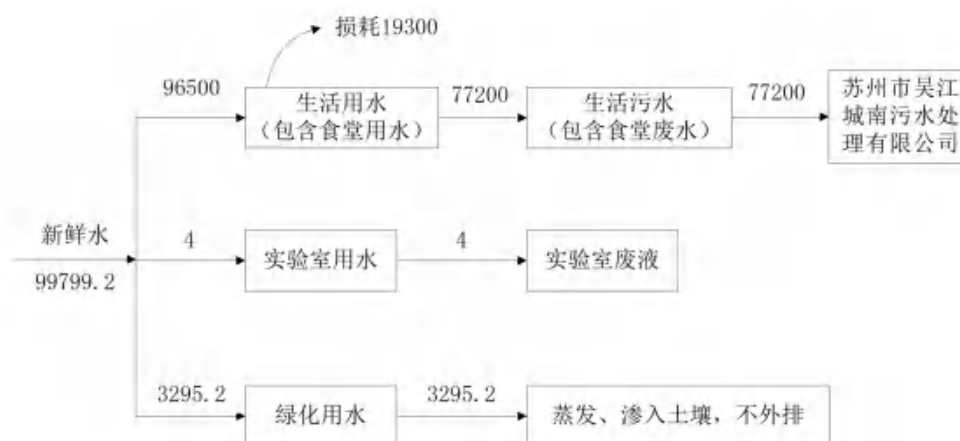 损耗19300
96500
生活用水
（包含食堂用水）
77200
生活污水
（包含食堂废水）
77200
苏州市吴江
城南污水处
理有限公司
新鲜水
99799.2
4
实验室用水
4
实验室废液
3295.2
绿化用水
3295.2
蒸发、渗入土壤，不外排